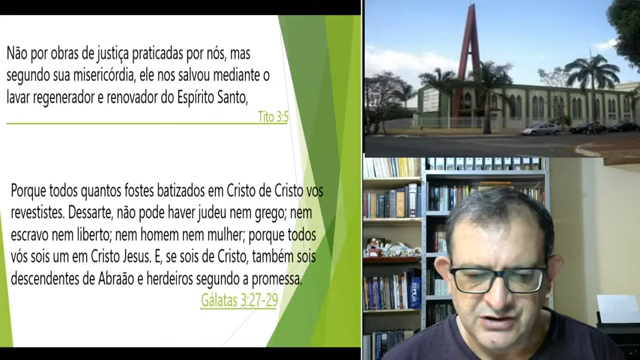 Não por obras de justiça praticadas por nós, mas
segundo sua misericórdia, ele nos salvou mediante o
lavar regenerador e renovador do Espírito Santo,
Tito 3:5
Porque todos quantos fostes batizados em Cristo de Cristo vos
revestistes. Dessarte, não pode haver judeu nem grego; nem
escravo nem liberto; nem homem nem mulher; porque todos
vós sois um em Cristo Jesus. E, se sois de Cristo, também sois
descendentes de Abraão e herdeiros segundo a promessa.
Gálatas 3:27-29